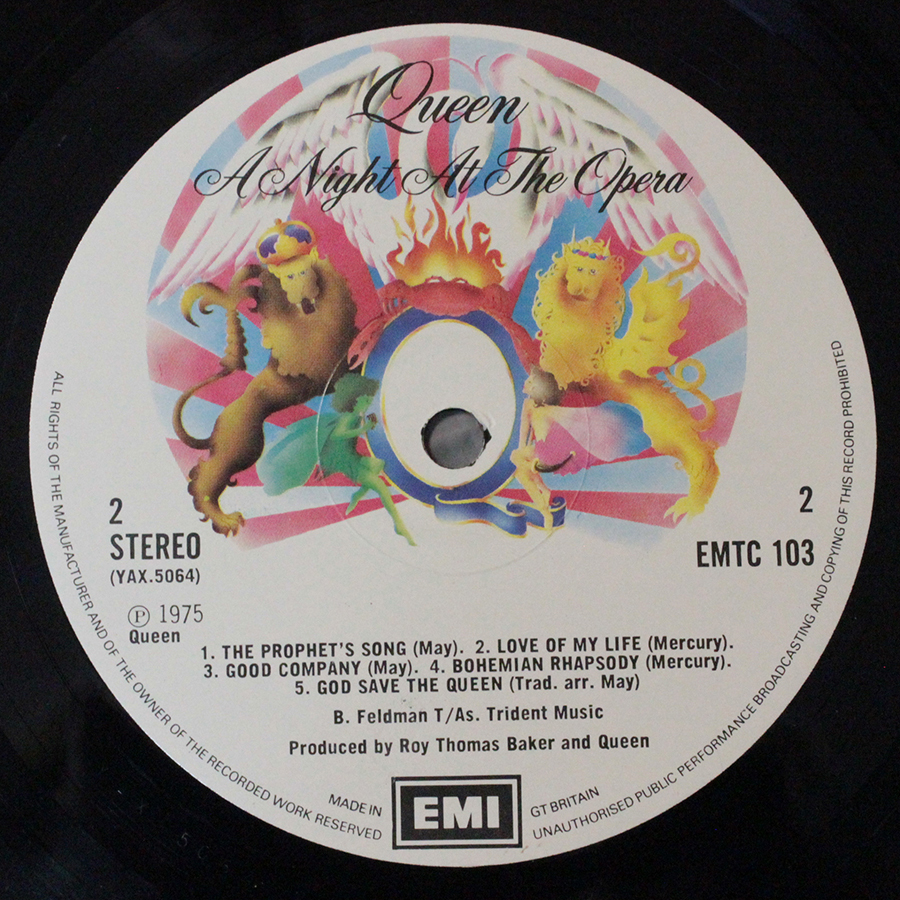 Queen
A Night At The Opera
2
STEREO
(YAX.5064)
Ⓟ 1975
Queen
2
EMTC 103
1. THE PROPHET'S SONG (May). 2. LOVE OF MY LIFE (Mercury).
3. GOOD COMPANY (May). 4. BOHEMIAN RHAPSODY (Mercury).
5. GOD SAVE THE QUEEN (Trad. arr. May)
B. Feldman T/As. Trident Music
Produced by Roy Thomas Baker and Queen
ALL RIGHTS OF THE MANUFACTURER AND OF THE OWNER OF THE RECORDED WORK RESERVED
MADE IN
EMI
GT BRITAIN
UNAUTHORISED PUBLIC PERFORMANCE BROADCASTING AND COPYING OF THIS RECORD PROHIBITED